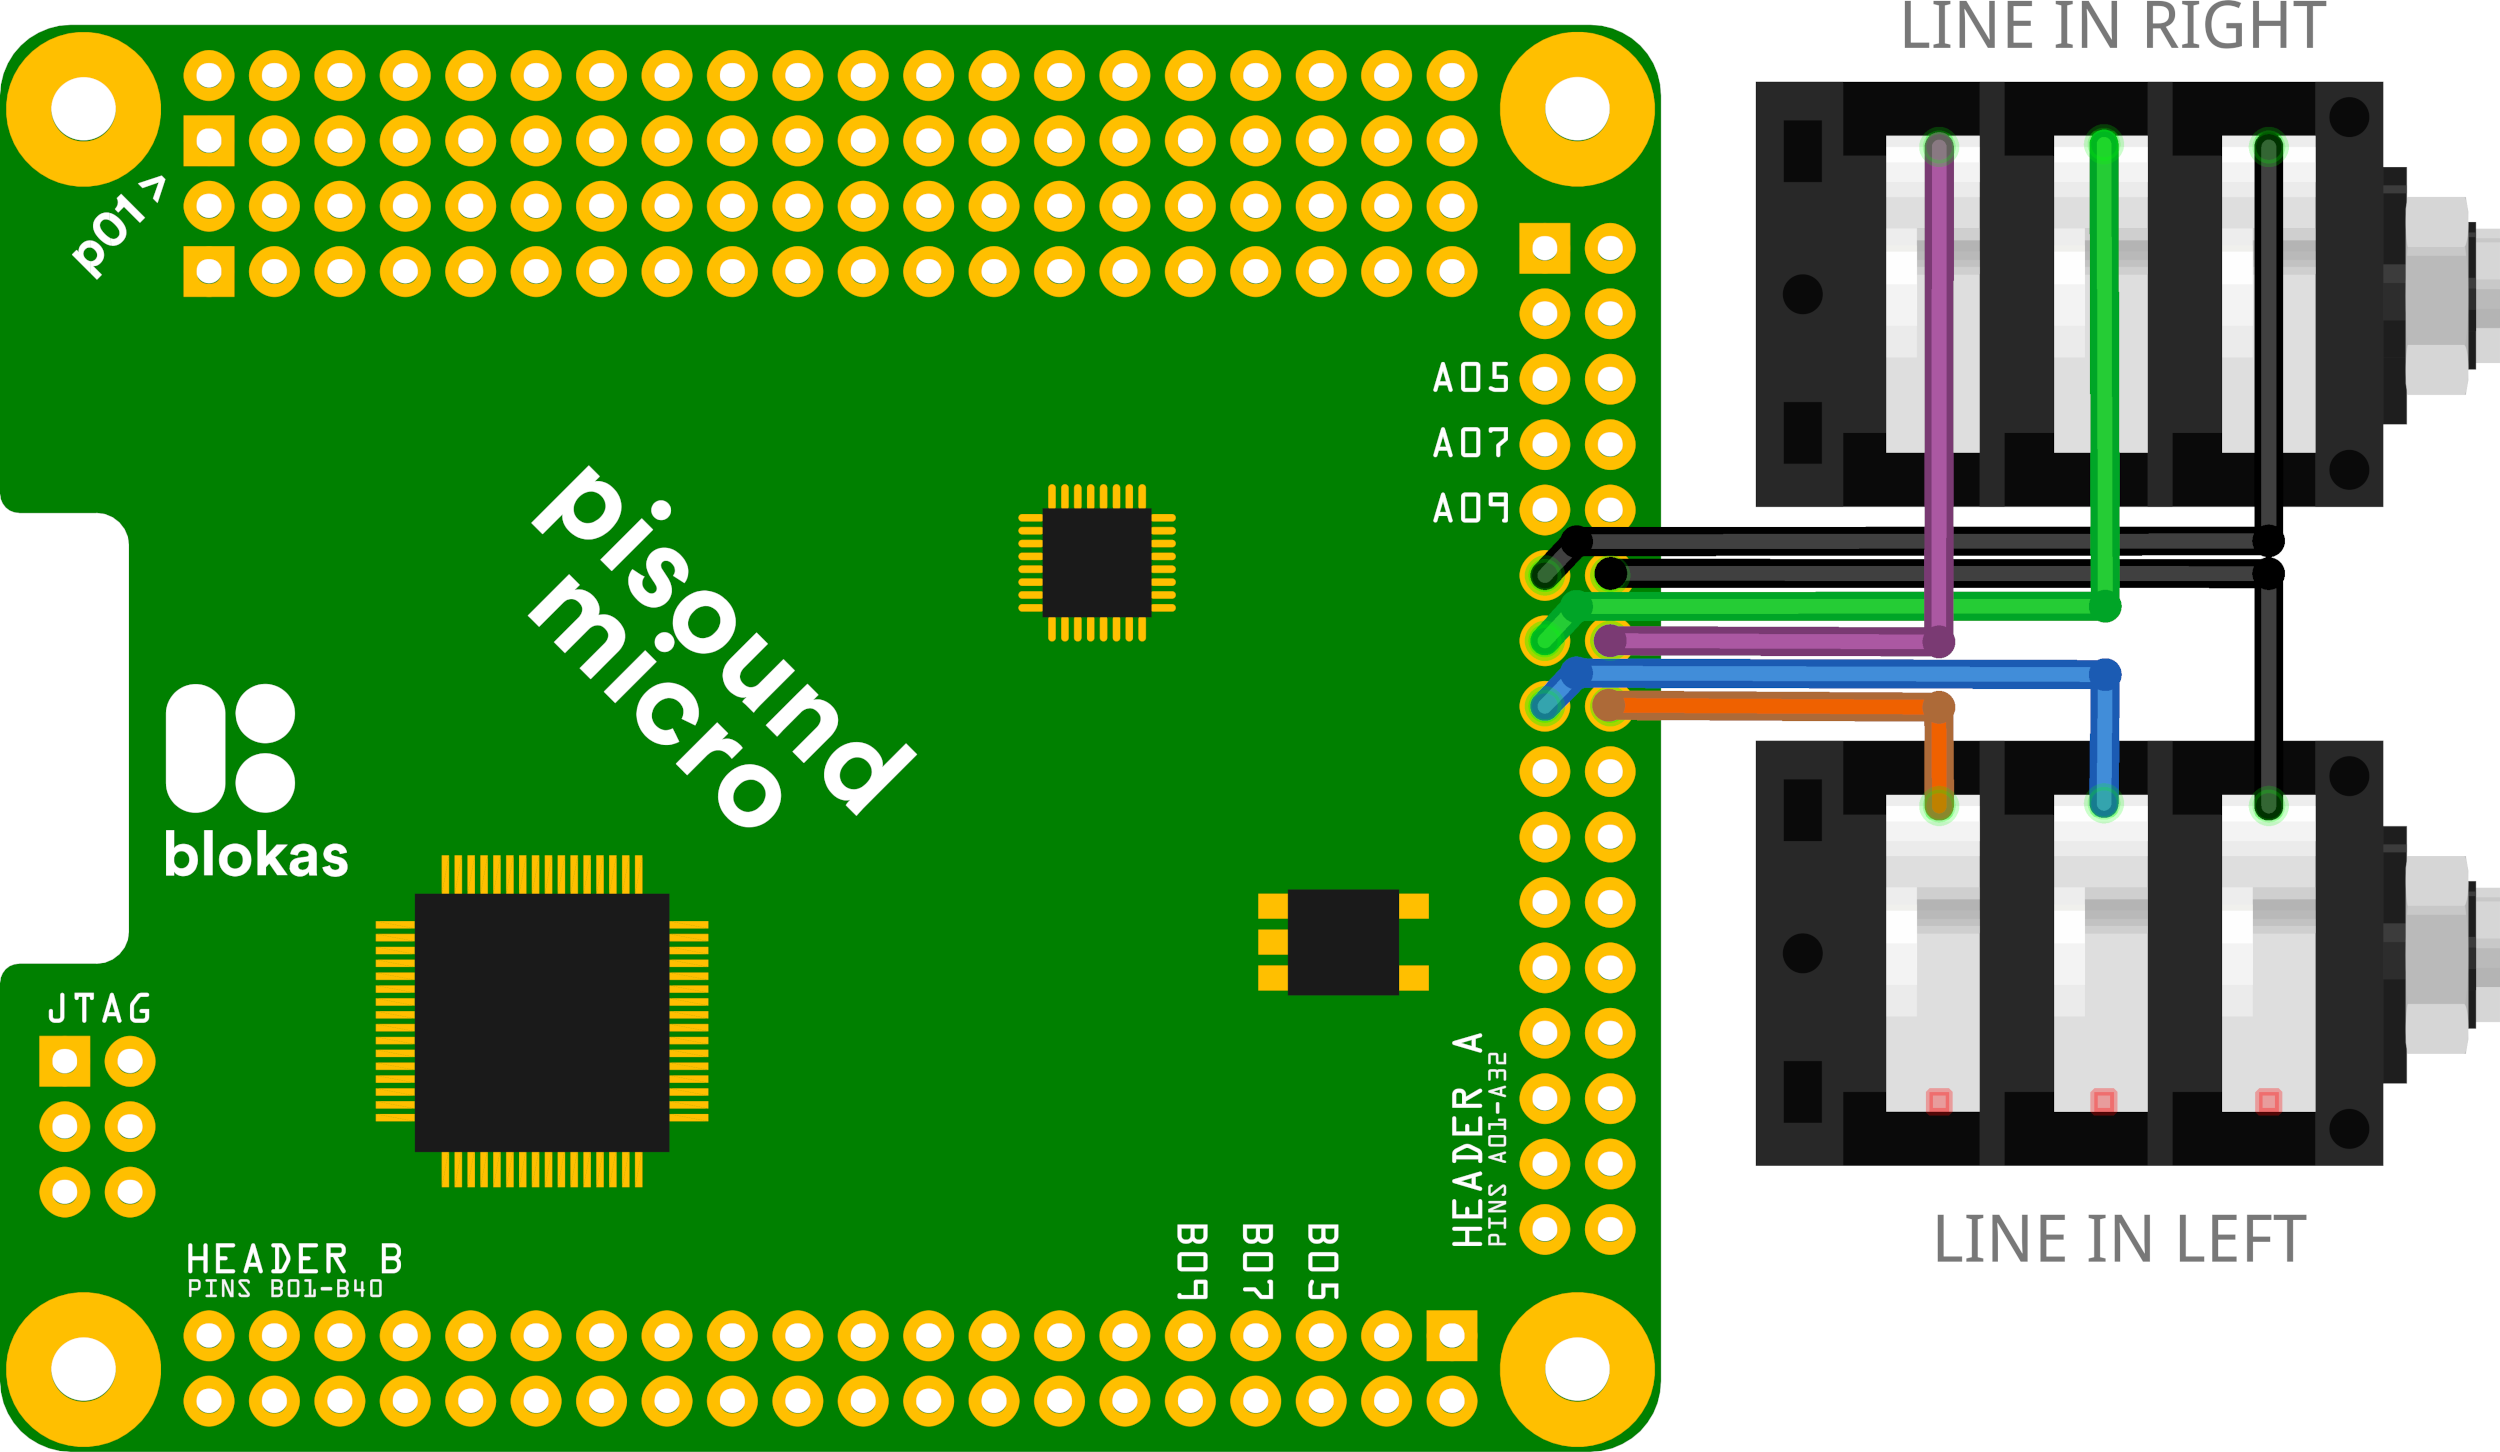 LINE IN RIGHT
pi001A
A05
A07
A09
pisound
micro
blokas
JTAG
HEADER A
PINS A01-A32
B09
B07
B05
HEADER B
PINS B01-B40
LINE IN LEFT